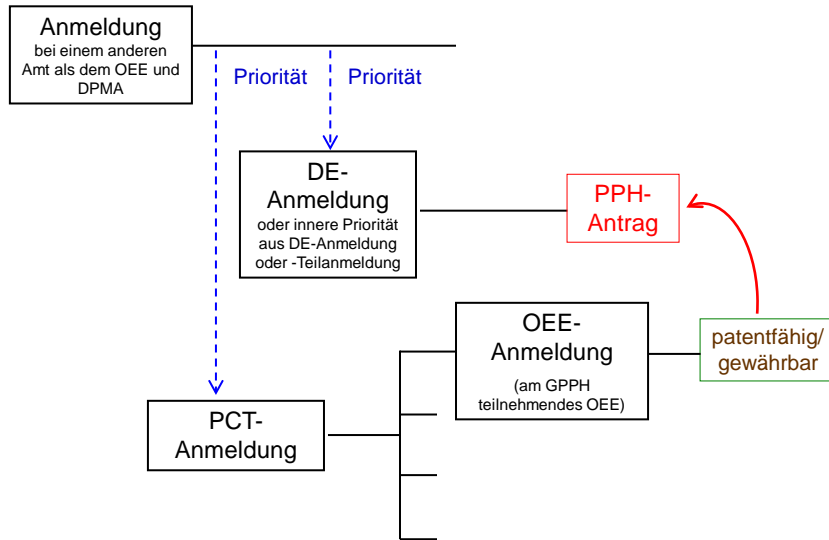 Anmeldung
bei einem anderen
Amt als dem OEE und
DPMA
Priorität
Priorität
DE-
Anmeldung
oder innere Priorität
aus DE-Anmeldung
oder -Teilanmeldung
PPH-
Antrag
OEE-
Anmeldung
(am GPPH
teilnehmendes OEE)
patentfähig/
gewährbar
PCT-
Anmeldung